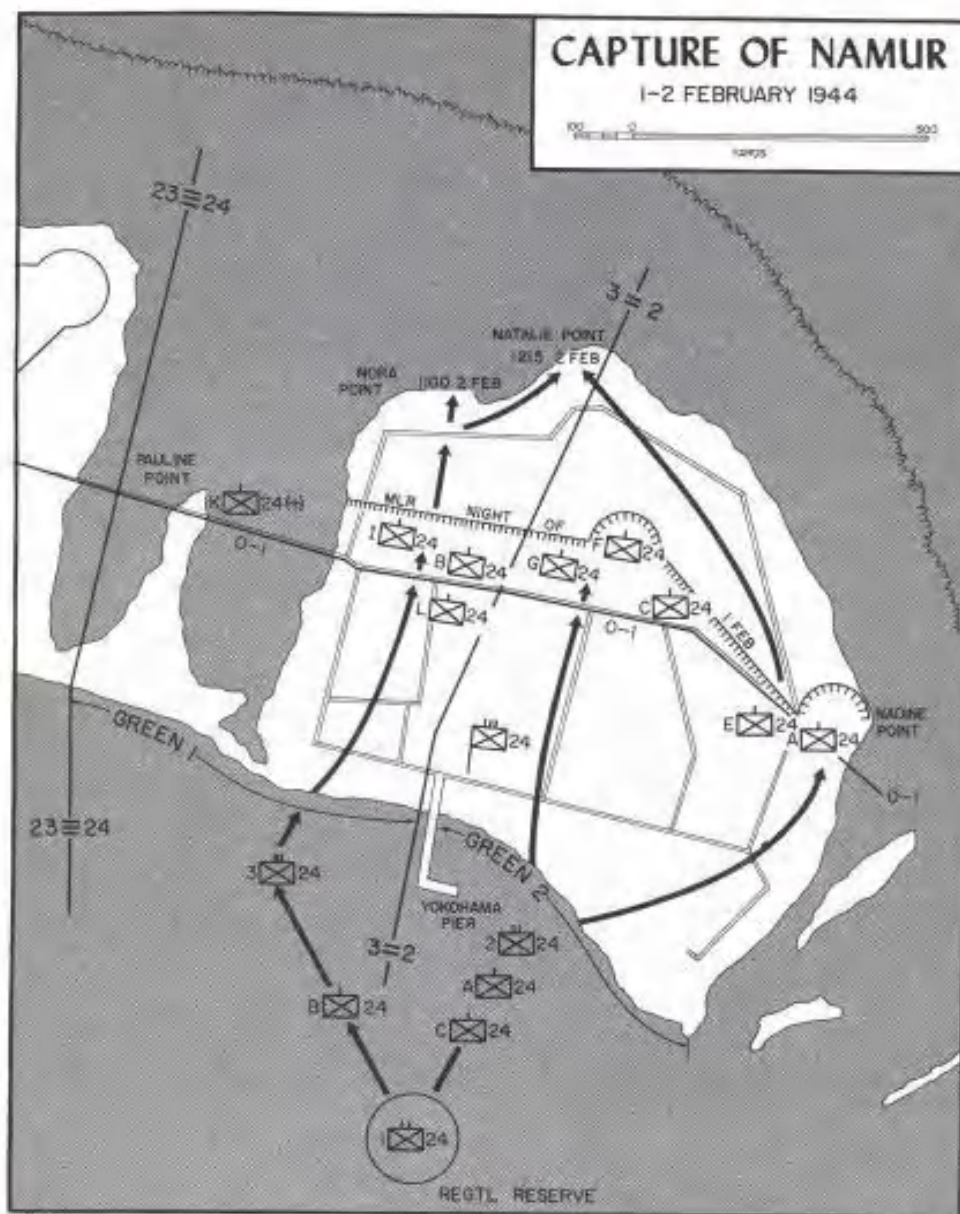 CAPTURE OF NAMUR
1-2 FEBRUARY 1944
100 0 500
YARDS
23 24
3 2
NATALIE POINT
1215 2 FEB
NORA
POINT
1100 2 FEB
PAULINE
POINT
K 24(-)
O-1
MLR NIGHT OF 1 FEB
I 24
F 24
B 24
G 24
L 24
C 24
O-1
E 24
A 24
NADINE
POINT
24
O-1
GREEN 1
GREEN 2
23 24
3 24
YOKOHAMA
PIER
2 24
3 2
A 24
B 24
C 24
1 24
REGTL RESERVE